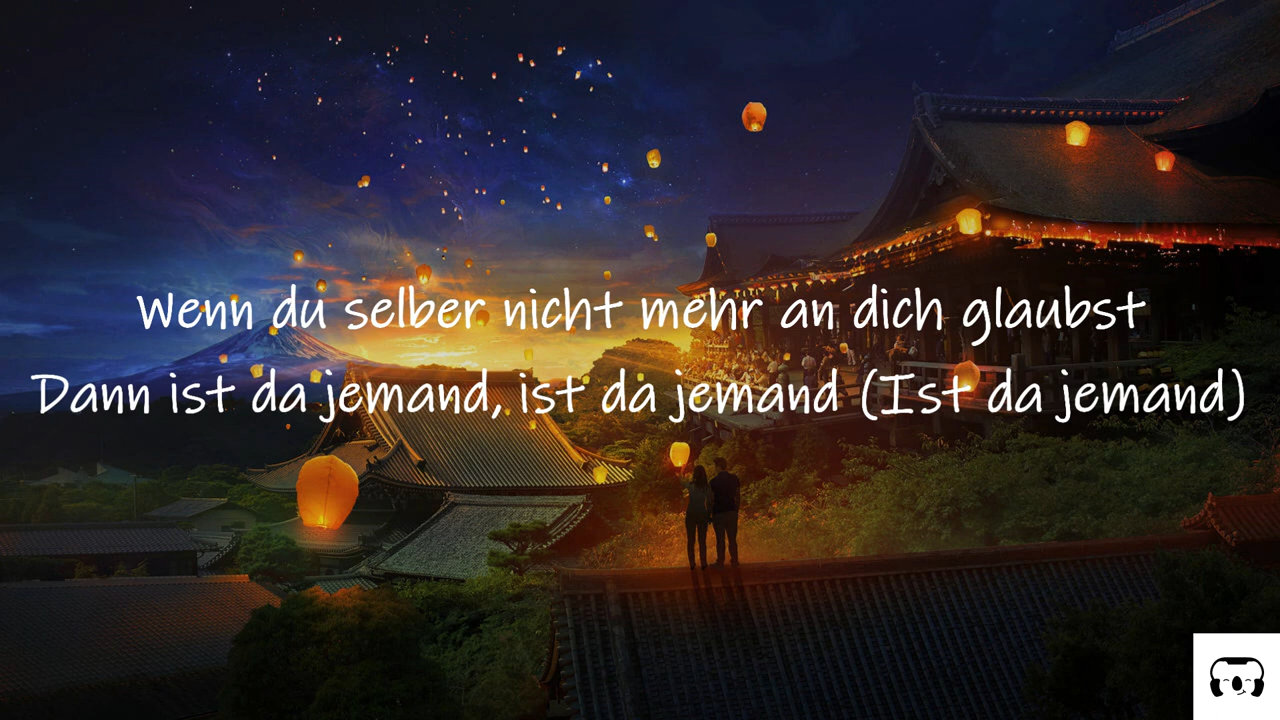 Wenn du selber nicht mehr an dich glaubst
Dann ist da jemand, ist da jemand (Ist da jemand)